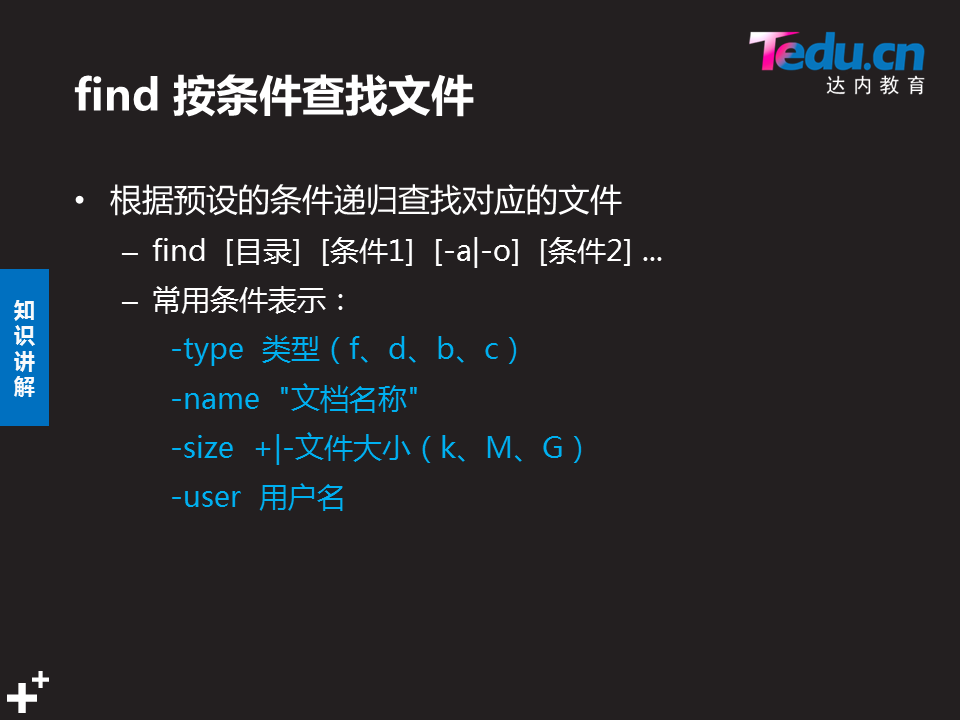 Tedu.cn
达内教育
find 按条件查找文件
• 根据预设的条件递归查找对应的文件
– find [目录] [条件1] [-a|-o] [条件2] ...
– 常用条件表示：
-type 类型（f、d、b、c）
-name "文档名称"
-size +|-文件大小（k、M、G）
-user 用户名
知识讲解